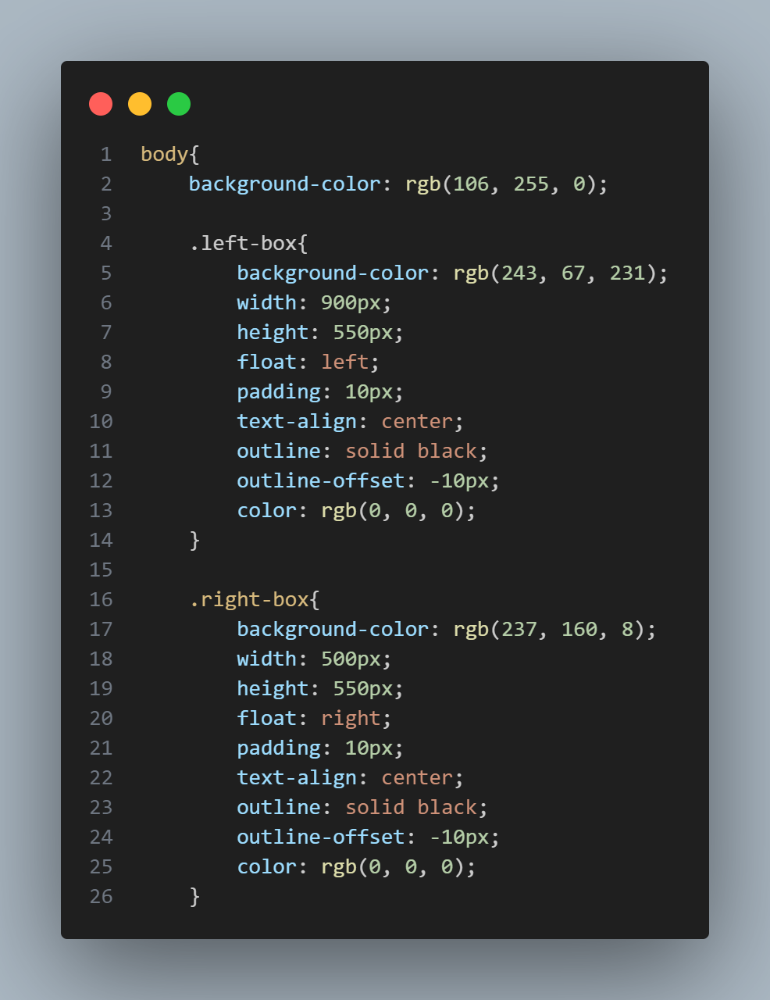 1 body{
2     background-color: rgb(106, 255, 0);
3
4     .left-box{
5         background-color: rgb(243, 67, 231);
6         width: 900px;
7         height: 550px;
8         float: left;
9         padding: 10px;
10         text-align: center;
11         outline: solid black;
12         outline-offset: -10px;
13         color: rgb(0, 0, 0);
14     }
15
16     .right-box{
17         background-color: rgb(237, 160, 8);
18         width: 500px;
19         height: 550px;
20         float: right;
21         padding: 10px;
22         text-align: center;
23         outline: solid black;
24         outline-offset: -10px;
25         color: rgb(0, 0, 0);
26     }